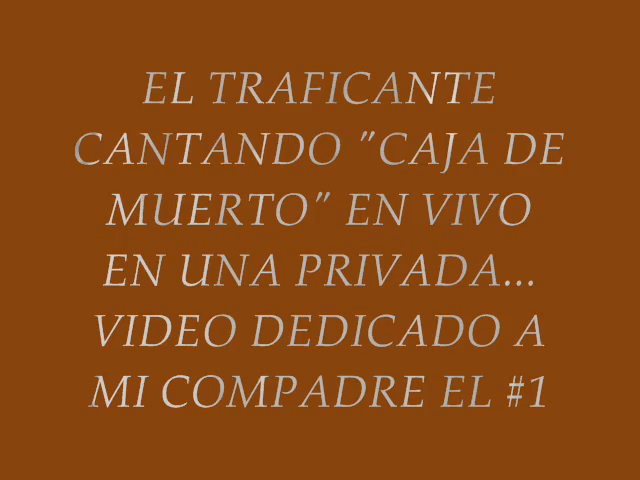 EL TRAFICANTE
CANTANDO "CAJA DE
MUERTO" EN VIVO
EN UNA PRIVADA...
VIDEO DEDICADO A
MI COMPADRE EL #1